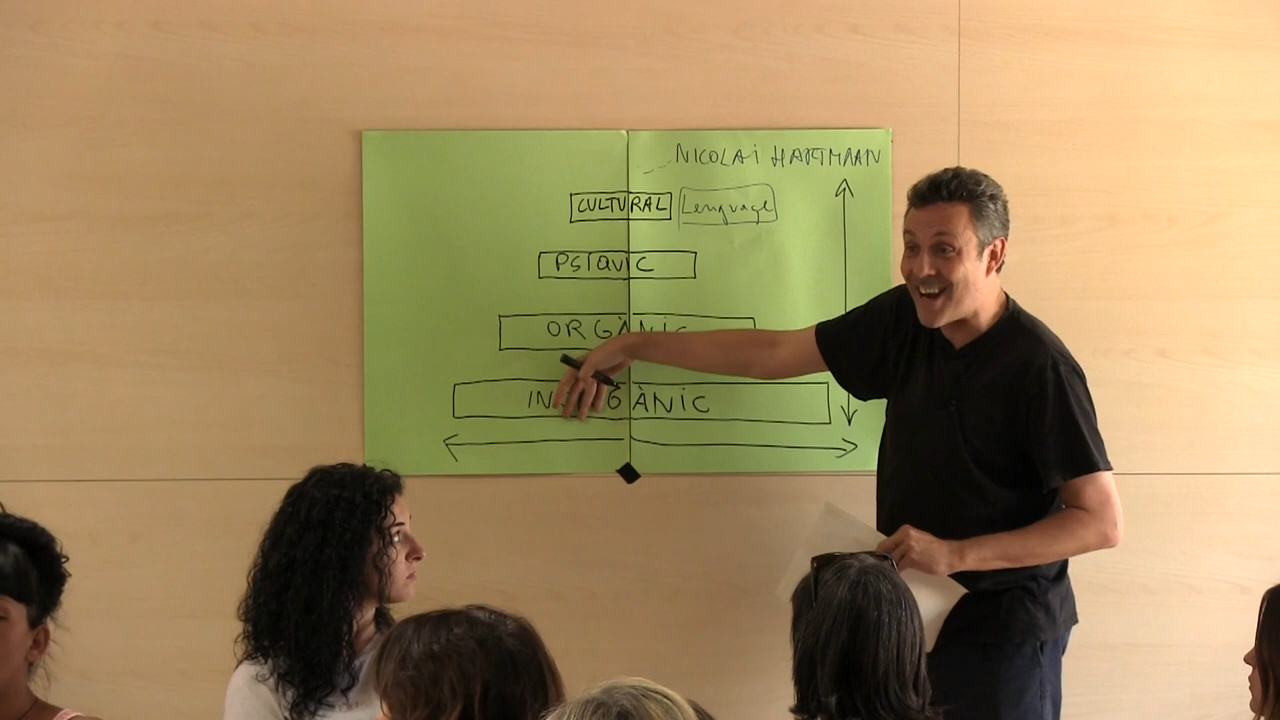 NICOLAI HARTMAN
CULTURAL Lenguage
PSIQUIC
ORGÀNIC
INORGÀNIC